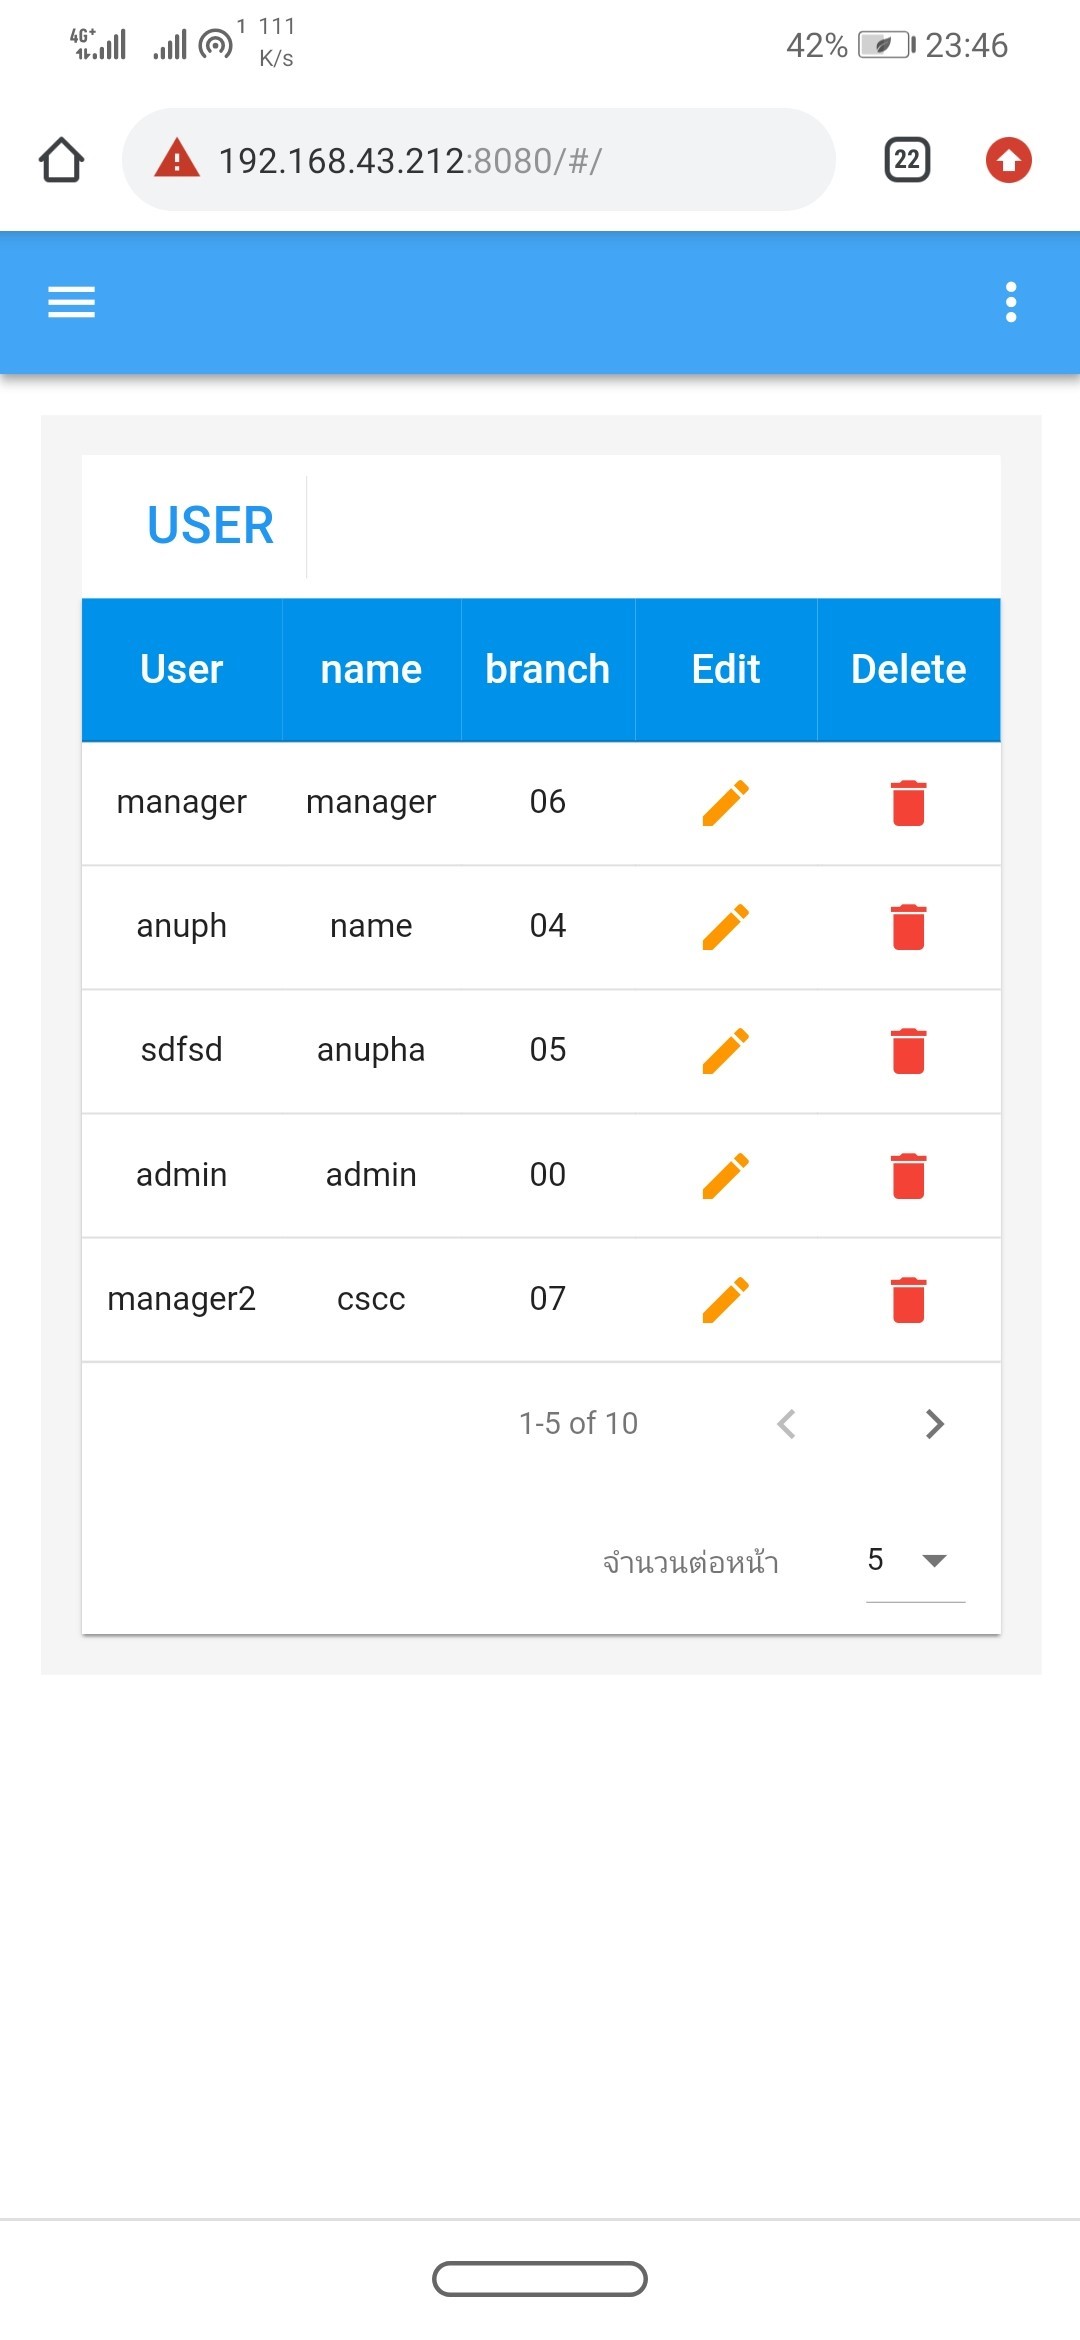 4G+ 1 111 K/s 42% 23:46
192.168.43.212:8080/#/ 22
USER
User name branch Edit Delete
manager manager 06
anuph name 04
sdfsd anupha 05
admin admin 00
manager2 cscc 07
1-5 of 10
จำนวนต่อหน้า 5